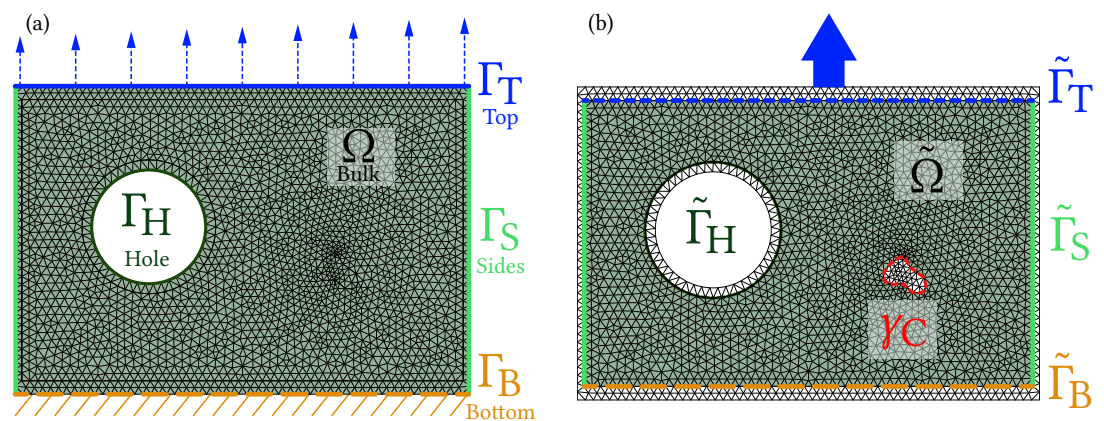 (a)
Γ_T
Top
Ω
Bulk
Γ_H
Hole
Γ_S
Sides
Γ_B
Bottom
(b)
Γ̃_T
Ω̃
Γ̃_H
Γ̃_S
γ_C
Γ̃_B